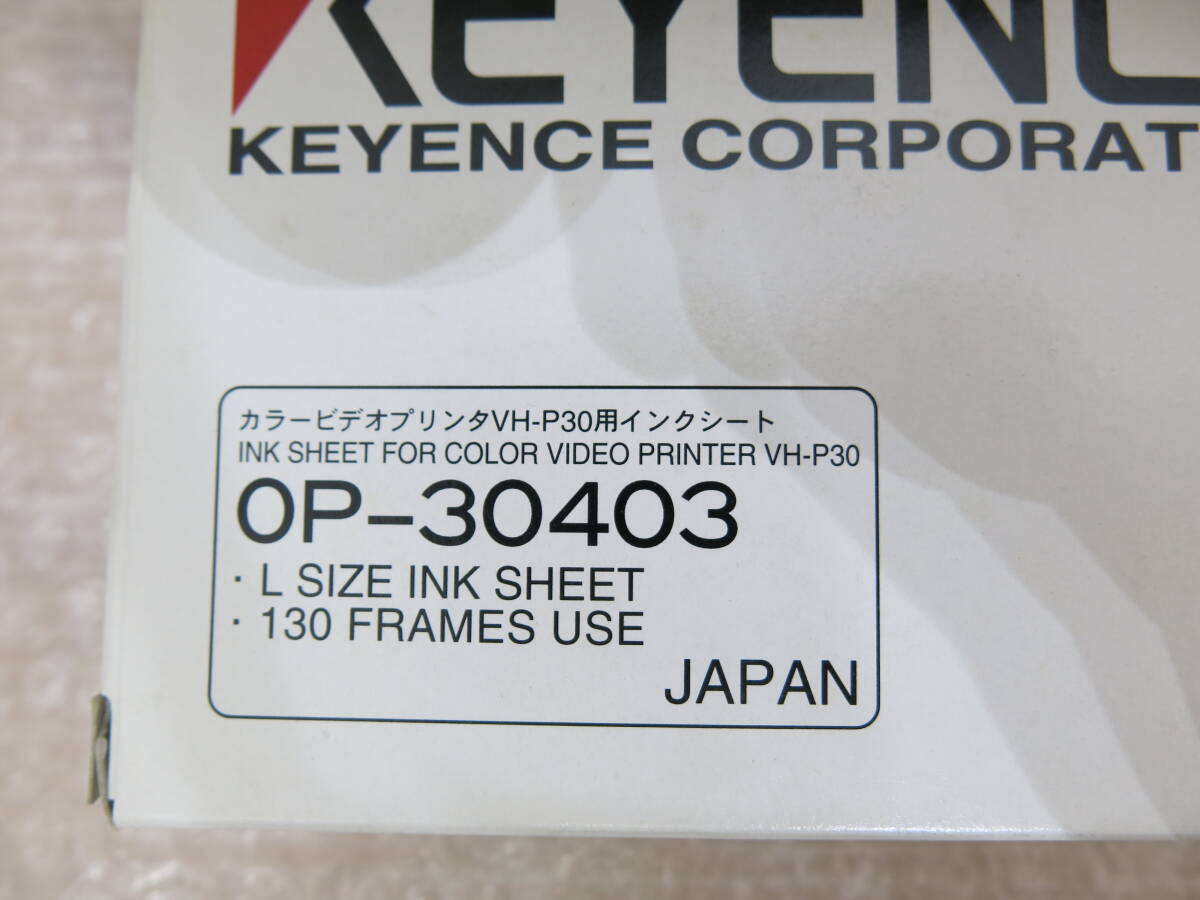 KEYENC
KEYENCE CORPORAT
カラービデオプリンタVH-P30用インクシート
INK SHEET FOR COLOR VIDEO PRINTER VH-P30
OP-30403
· L SIZE INK SHEET
· 130 FRAMES USE
JAPAN